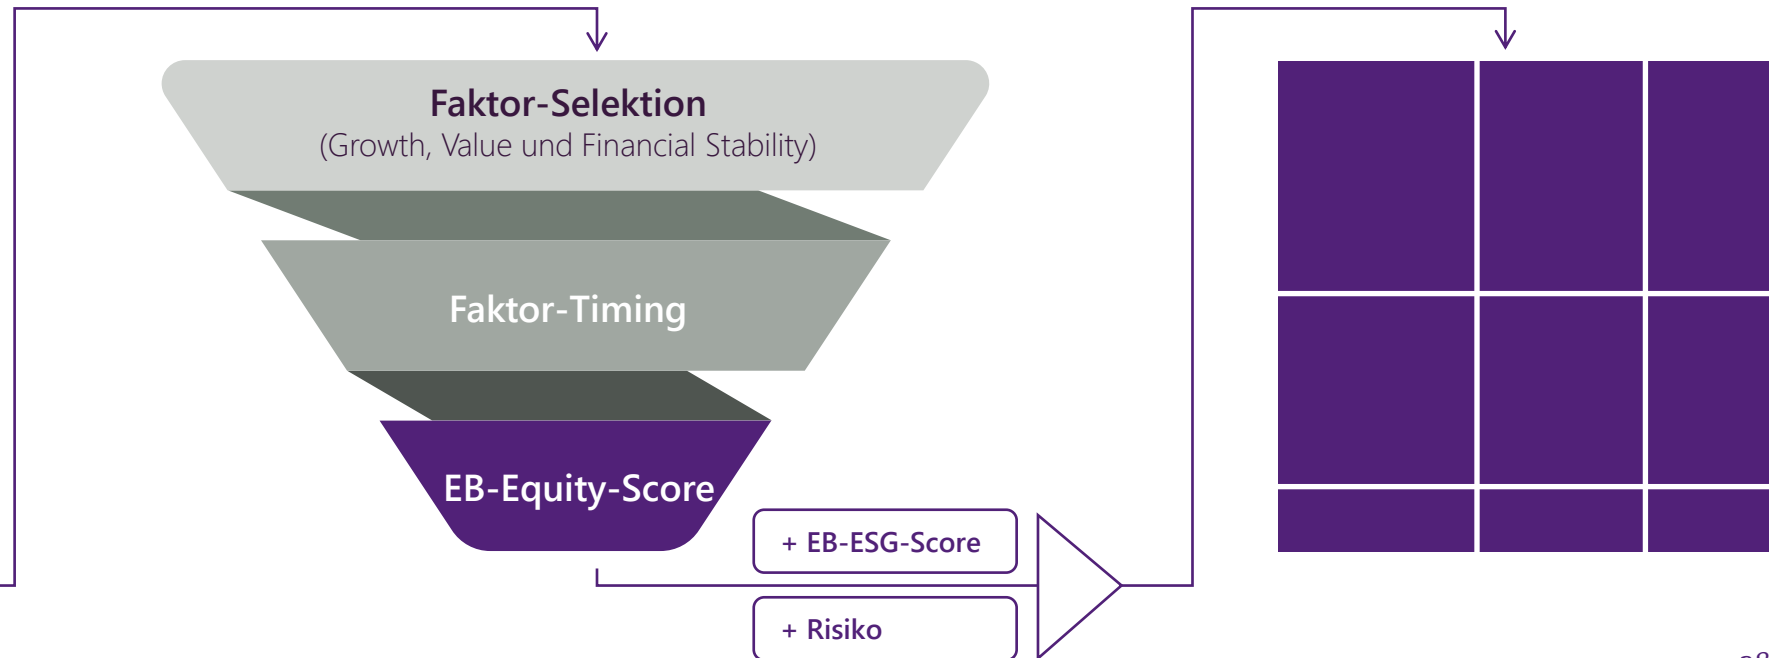 Faktor-Selektion
(Growth, Value und Financial Stability)
Faktor-Timing
EB-Equity-Score
+ EB-ESG-Score
+ Risiko